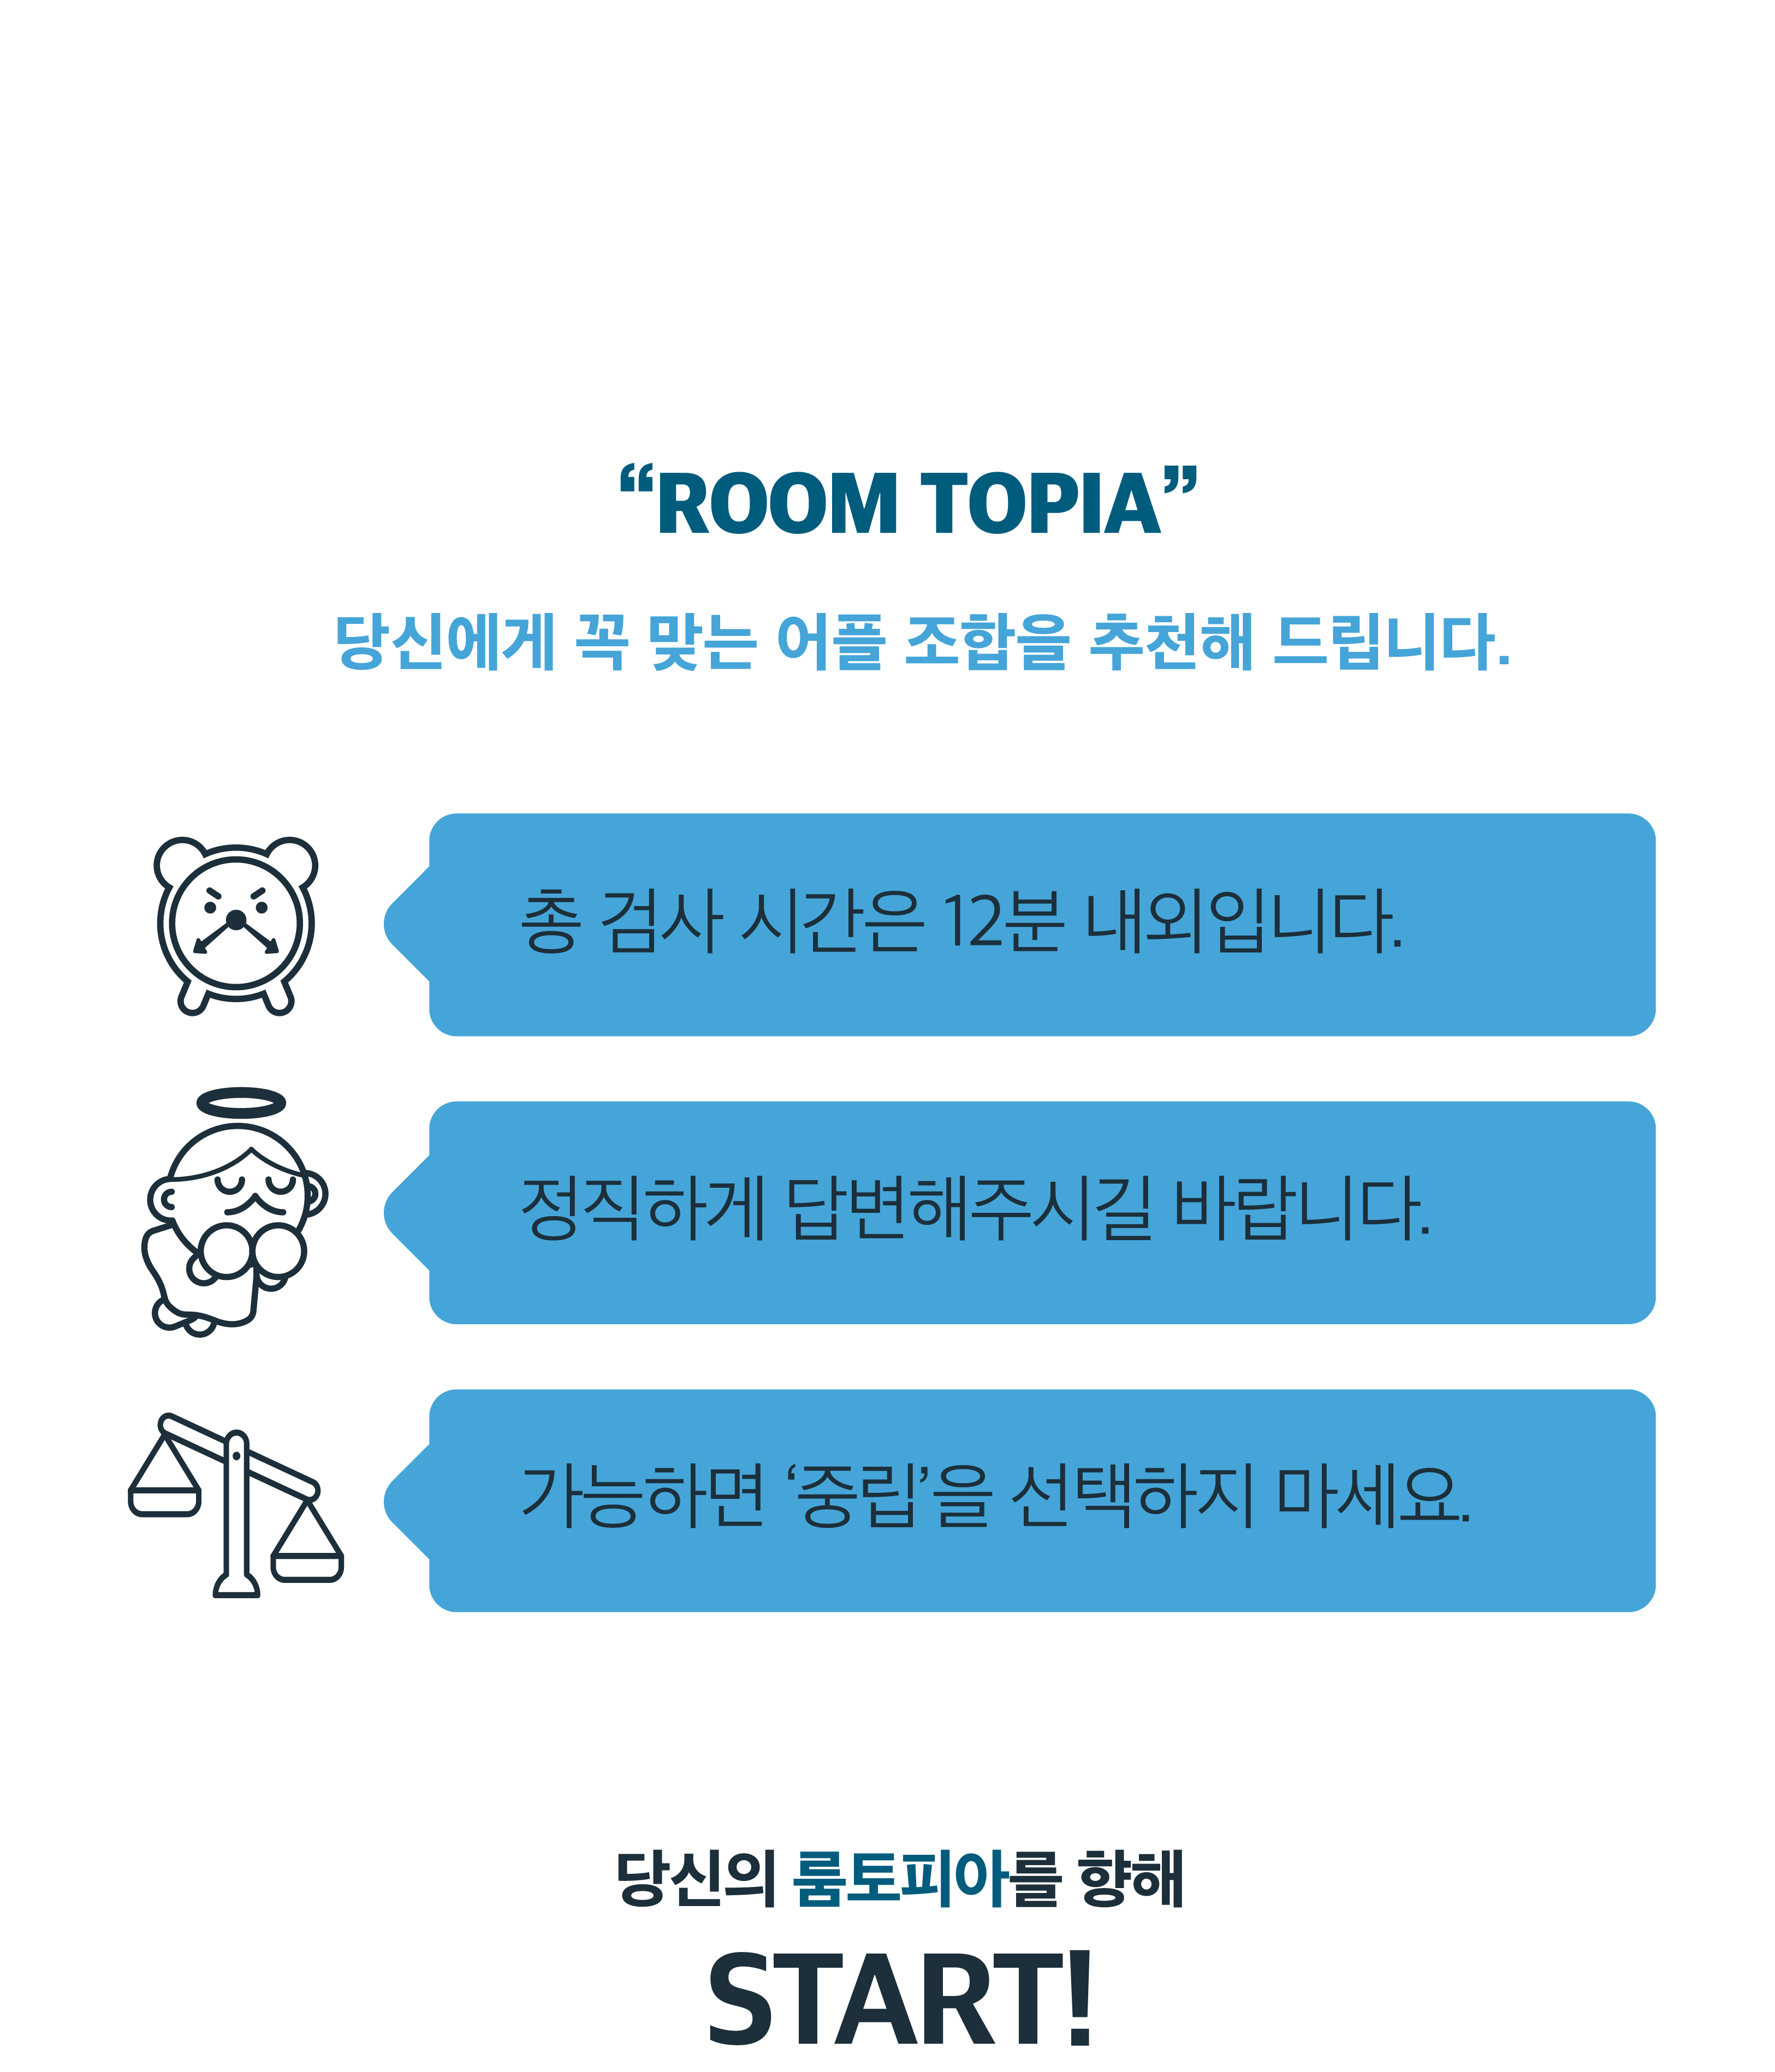 “ROOM TOPIA”
당신에게 꼭 맞는 어플 조합을 추천해 드립니다.
총 검사 시간은 12분 내외입니다.
정직하게 답변해주시길 바랍니다.
가능하면 ‘중립’을 선택하지 마세요.
당신의 룸토피아를 향해
START!